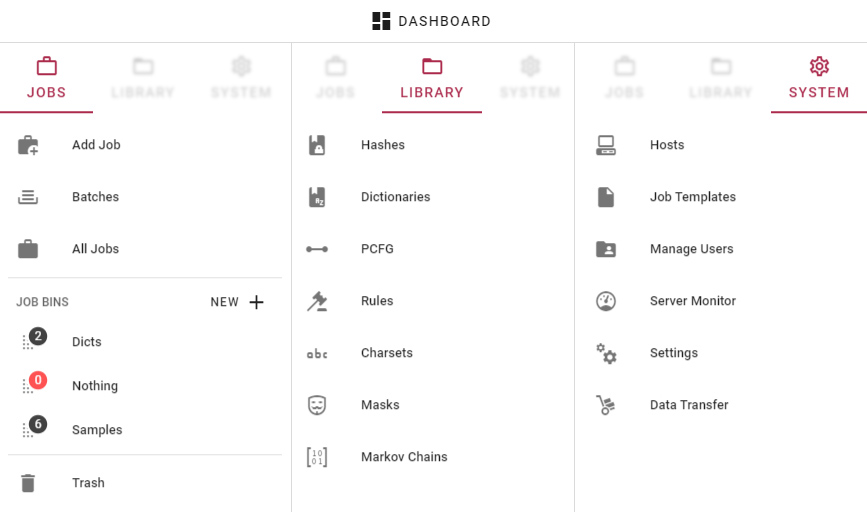 DASHBOARD
JOBS LIBRARY SYSTEM
Add Job
Batches
All Jobs
JOB BINS NEW
2 Dicts
0 Nothing
6 Samples
Trash
JOBS LIBRARY SYSTEM
Hashes
Dictionaries
PCFG
Rules
abc Charsets
Masks
10
01 Markov Chains
JOBS LIBRARY SYSTEM
Hosts
Job Templates
Manage Users
Server Monitor
Settings
Data Transfer